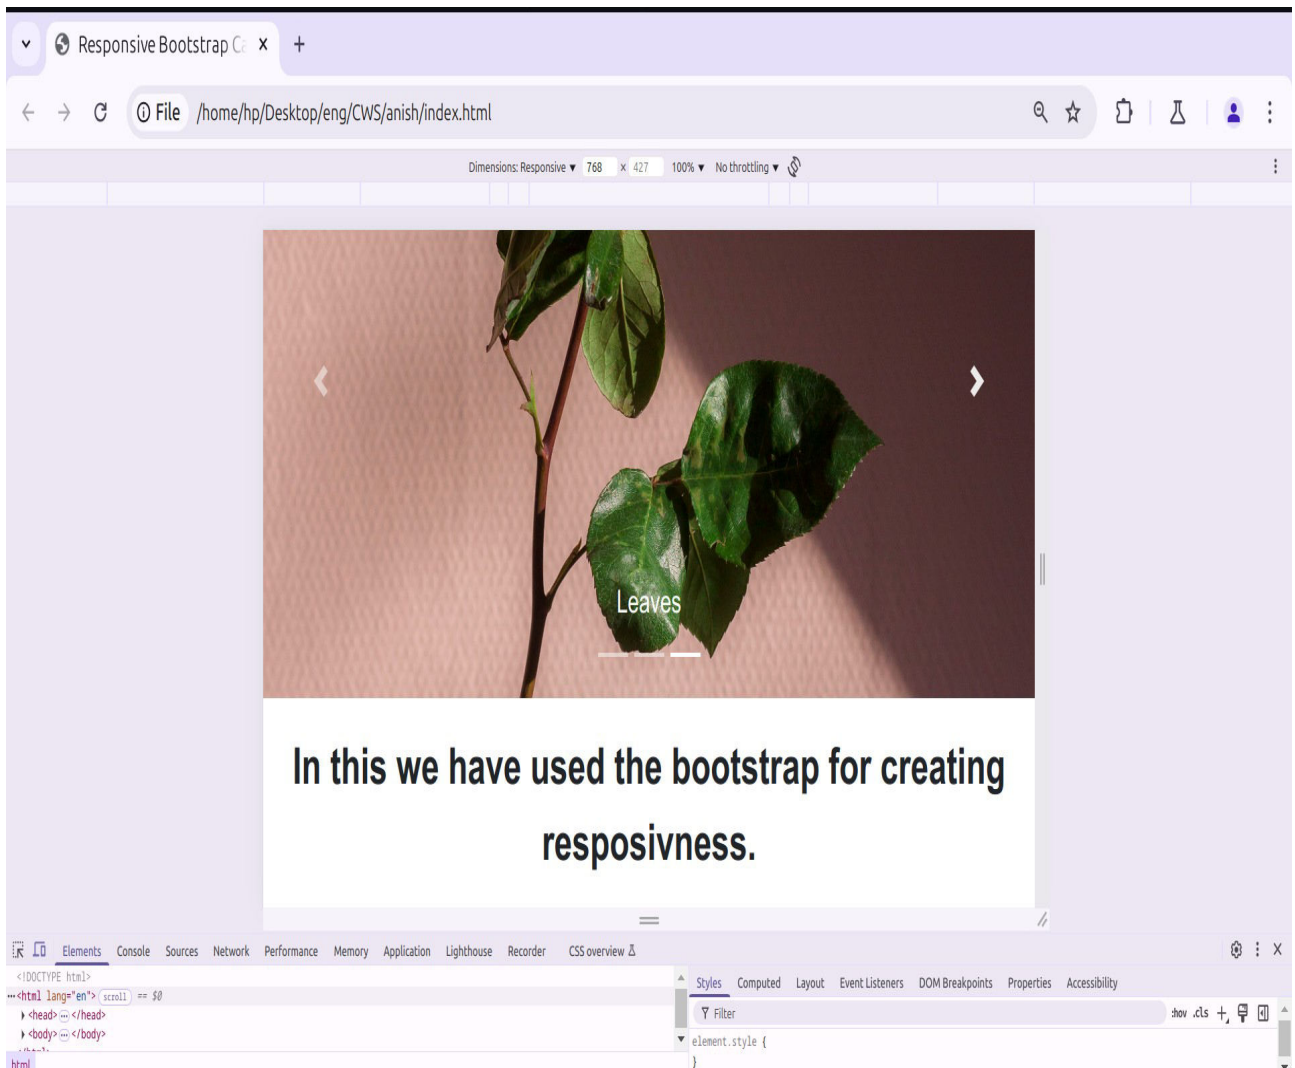 Responsive Bootstrap Ca
File /home/hp/Desktop/eng/CWS/anish/index.html
Dimensions: Responsive ▼ 768 × 427 100% ▼ No throttling ▼
Leaves
In this we have used the bootstrap for creating
resposivness.
Elements Console Sources Network Performance Memory Application Lighthouse Recorder CSS overview
<!DOCTYPE html>
<html lang="en"> scroll == $0
<head> </head>
<body> </body>
</html>
html
Styles Computed Layout Event Listeners DOM Breakpoints Properties Accessibility
Filter :hov .cls
element.style {
}